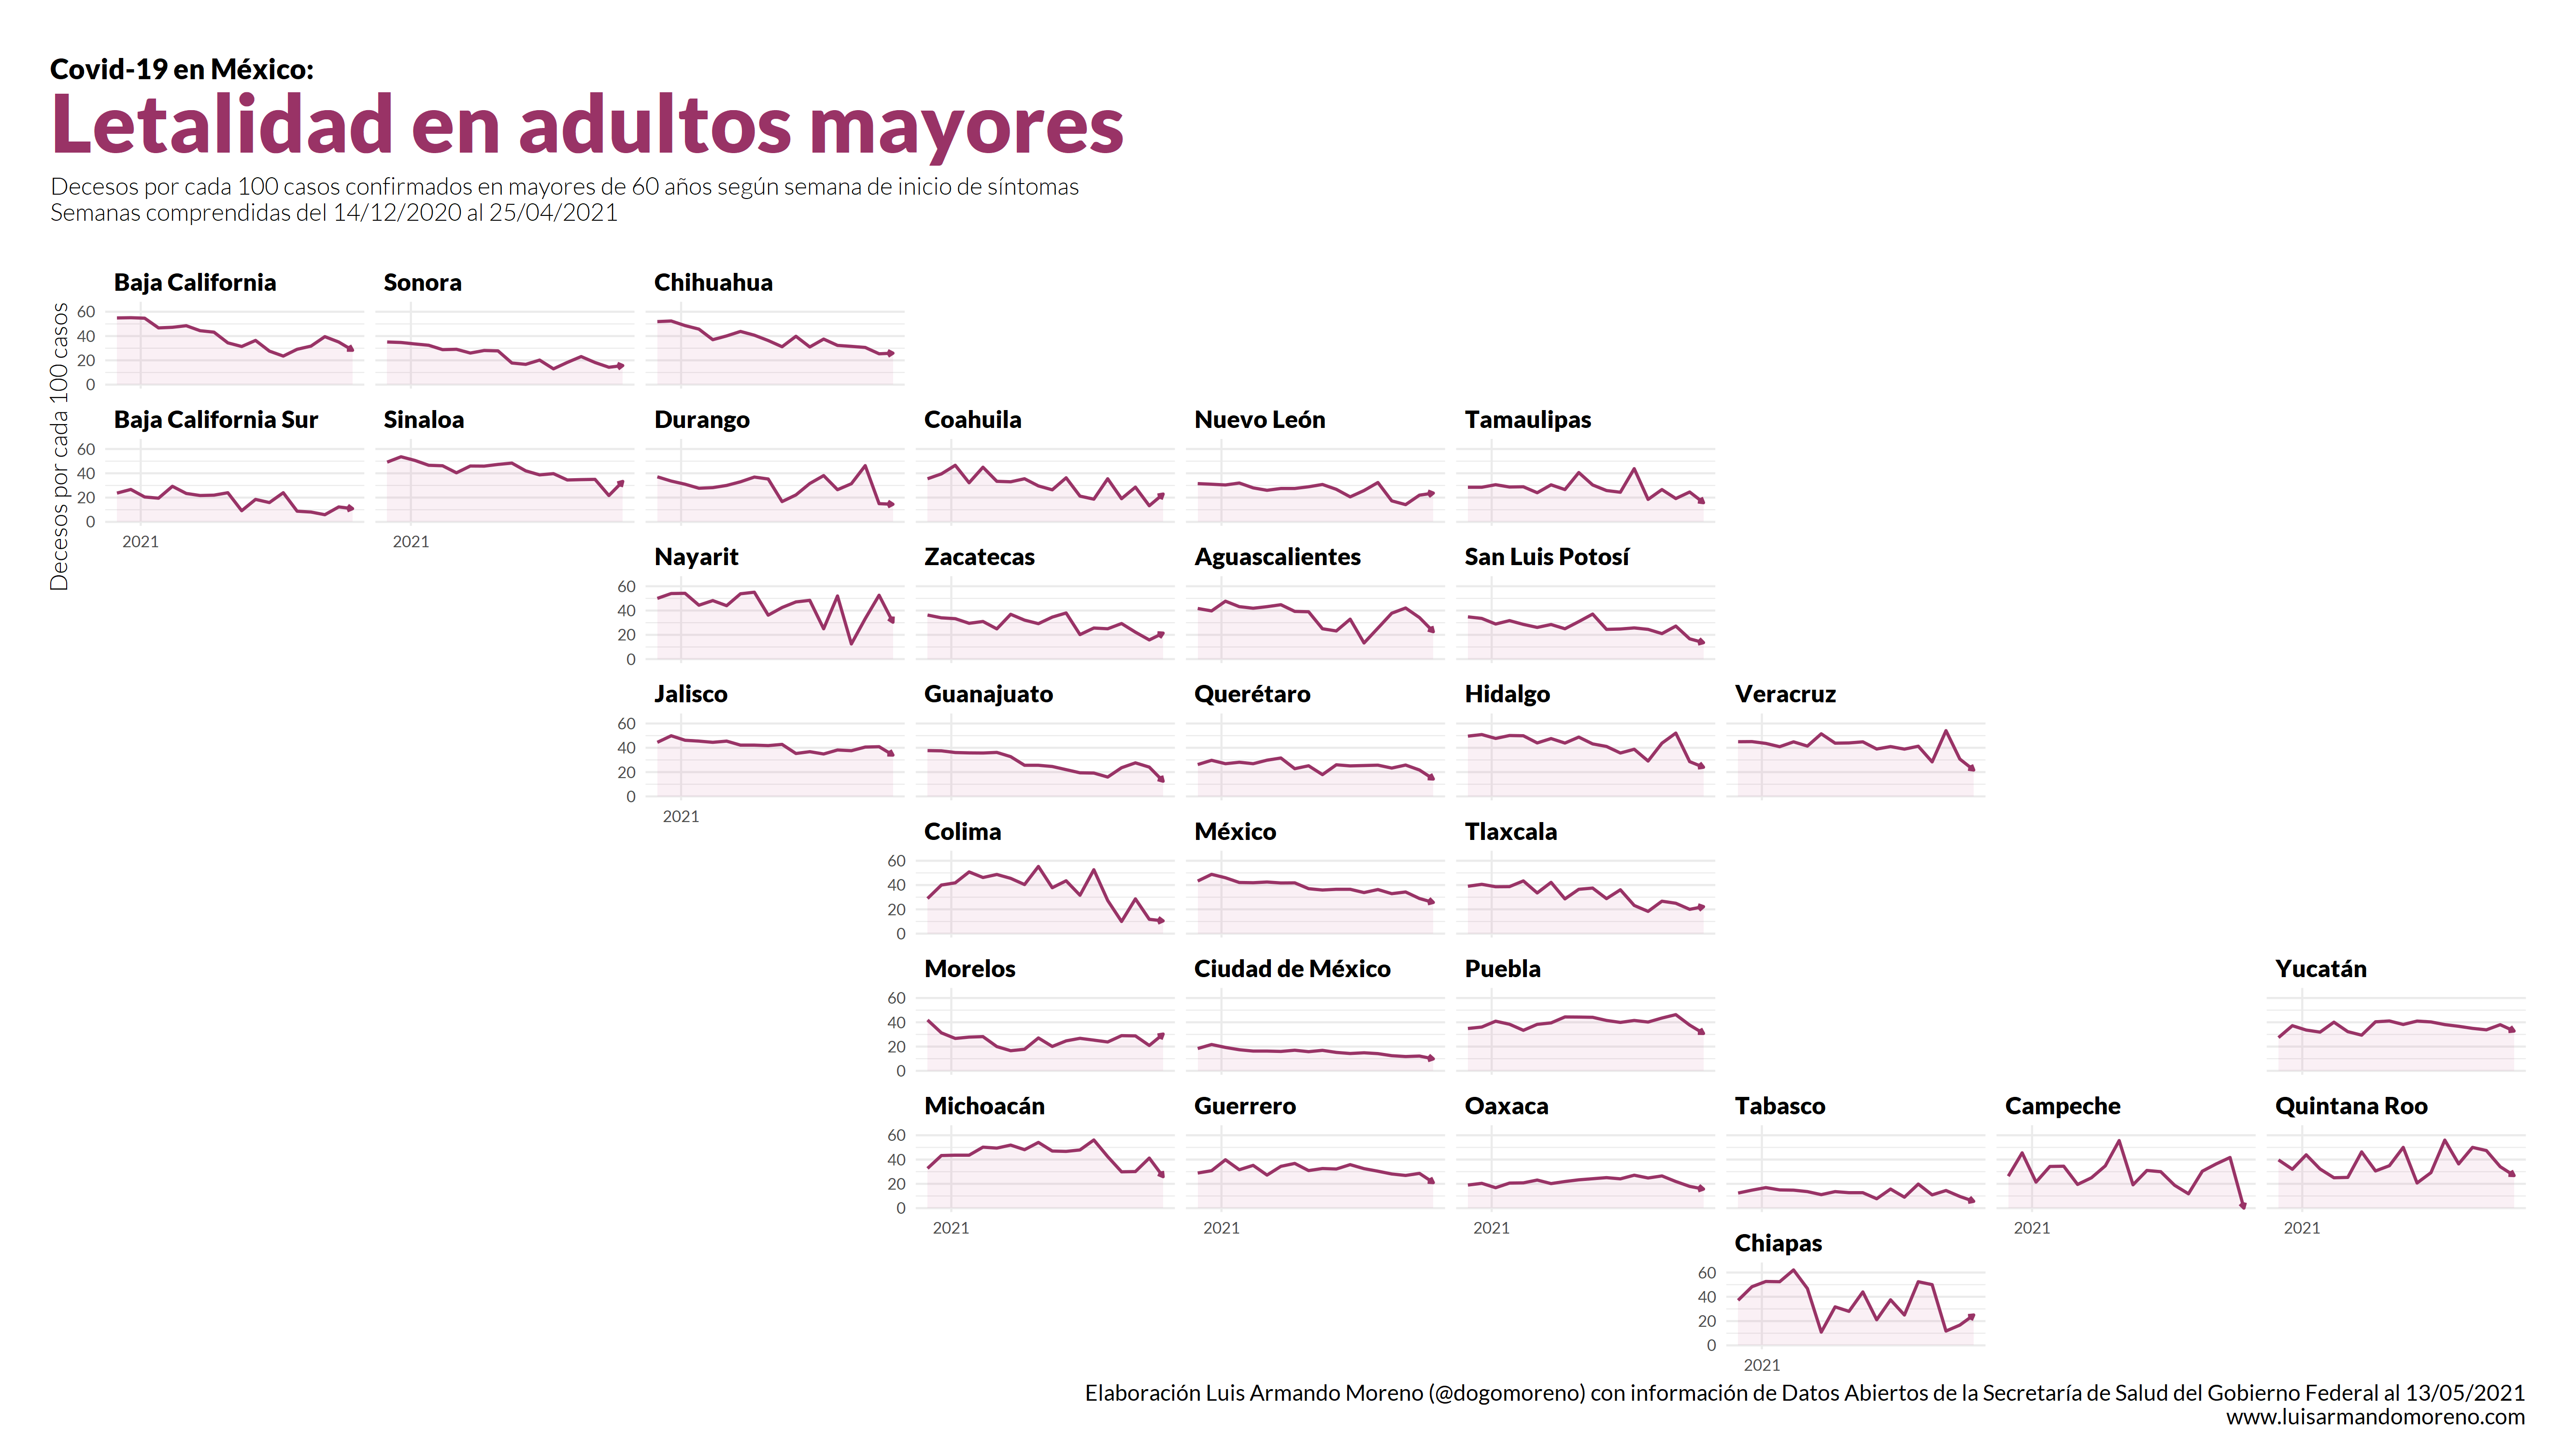 Covid-19 en México:
Letalidad en adultos mayores
Decesos por cada 100 casos confirmados en mayores de 60 años según semana de inicio de síntomas
Semanas comprendidas del 14/12/2020 al 25/04/2021
Decesos por cada 100 casos
Baja California Sonora Chihuahua
60
40
20
0
Baja California Sur Sinaloa Durango Coahuila Nuevo León Tamaulipas
60
40
20
0
2021 2021
Nayarit Zacatecas Aguascalientes San Luis Potosí
60
40
20
0
Jalisco Guanajuato Querétaro Hidalgo Veracruz
60
40
20
0
2021
Colima México Tlaxcala
60
40
20
0
Morelos Ciudad de México Puebla Yucatán
60
40
20
0
Michoacán Guerrero Oaxaca Tabasco Campeche Quintana Roo
60
40
20
0
2021 2021 2021 2021 2021
Chiapas
60
40
20
0
2021
Elaboración Luis Armando Moreno (@dogomoreno) con información de Datos Abiertos de la Secretaría de Salud del Gobierno Federal al 13/05/2021
www.luisarmandomoreno.com